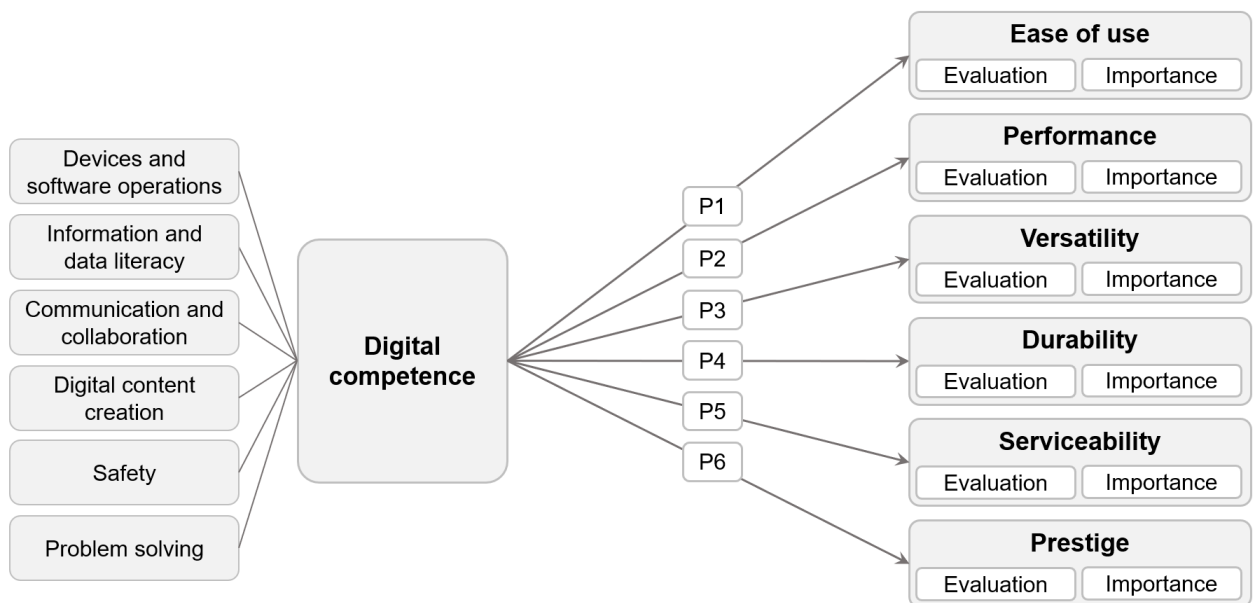 Devices and
software operations
Information and
data literacy
Communication and
collaboration
Digital content
creation
Safety
Problem solving
Digital
competence
P1
P2
P3
P4
P5
P6
Ease of use
Evaluation Importance
Performance
Evaluation Importance
Versatility
Evaluation Importance
Durability
Evaluation Importance
Serviceability
Evaluation Importance
Prestige
Evaluation Importance